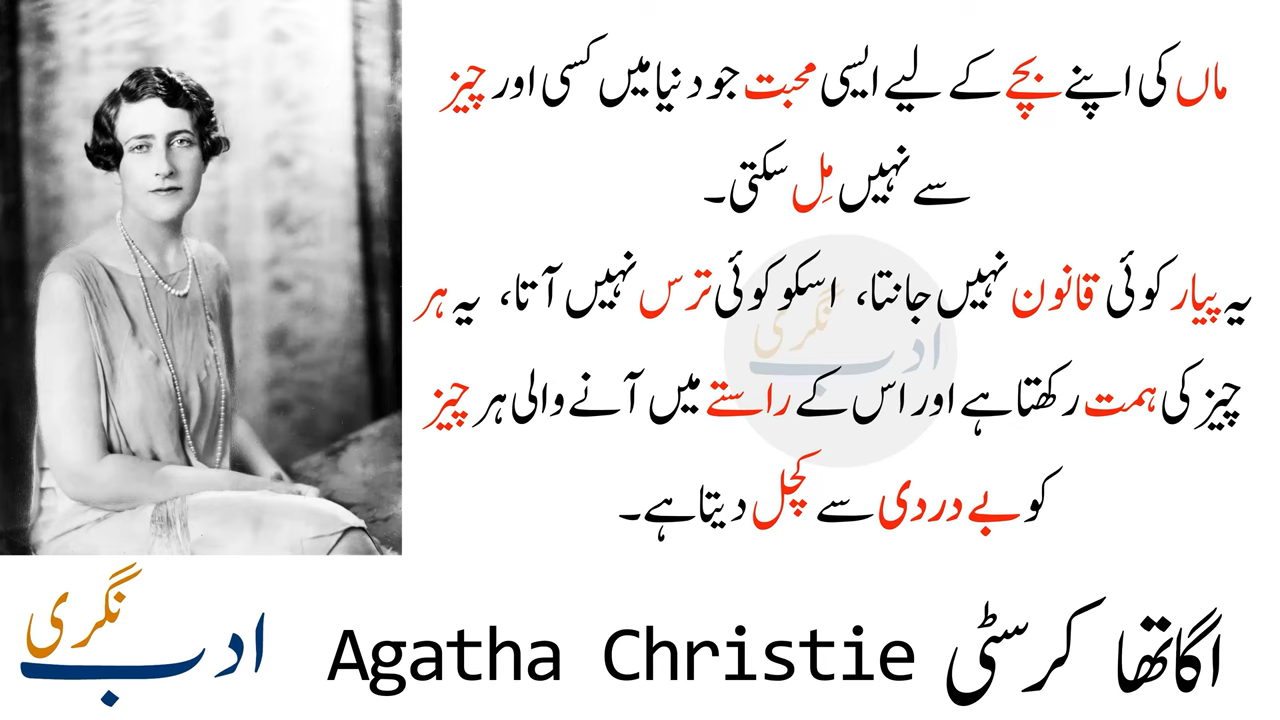 ماں کی اپنے بچے کے لیے ایسی محبت جو دنیا میں کسی اور چیز
سے نہیں مِل سکتی۔
یہ پیار کوئی قانون نہیں جانتا، اسکو کوئی ترس نہیں آتا، یہ ہر
چیز کی ہمت رکھتا ہے اور اس کے راستے میں آنے والی ہر چیز
کو بے دردی سے کچل دیتا ہے۔
ادب نگری
اگاتھا کرسٹی Agatha Christie
ادب نگری